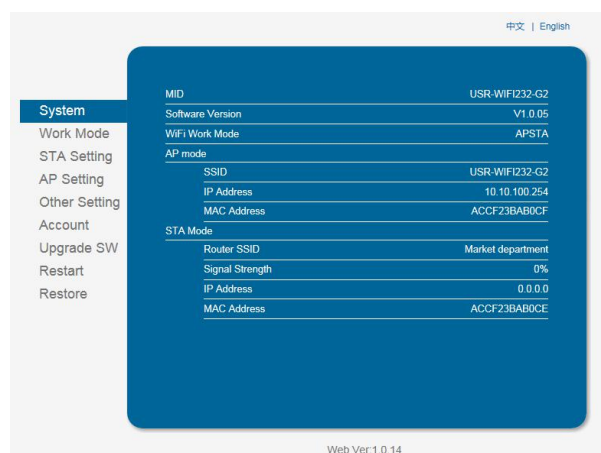 中文 | English
System
Work Mode
STA Setting
AP Setting
Other Setting
Account
Upgrade SW
Restart
Restore
MID USR-WIFI232-G2
Software Version V1.0.05
WiFi Work Mode APSTA
AP mode
SSID USR-WIFI232-G2
IP Address 10.10.100.254
MAC Address ACCF23BAB0CF
STA Mode
Router SSID Market department
Signal Strength 0%
IP Address 0.0.0.0
MAC Address ACCF23BAB0CE
Web Ver:1.0.14